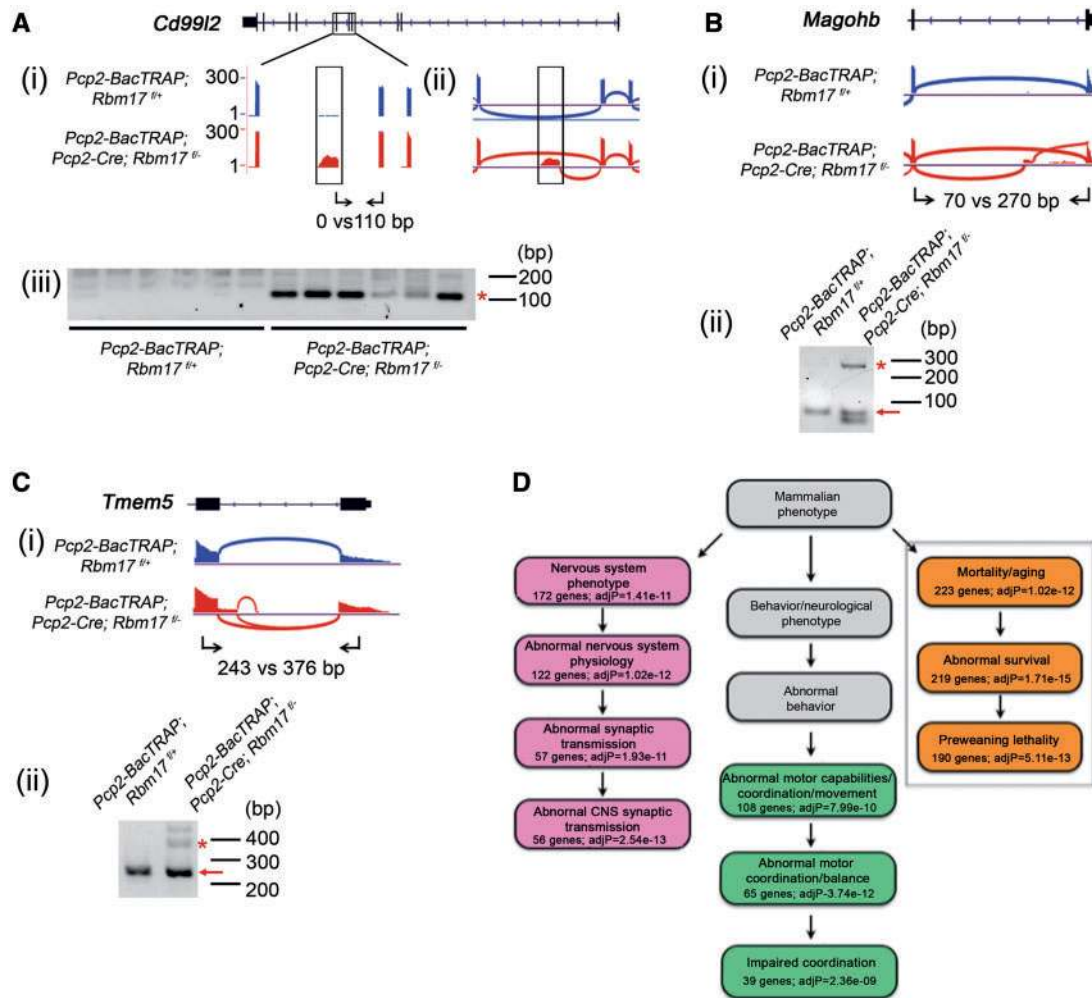 A
Cd99l2
(i)
Pcp2-BacTRAP;
Rbm17 f/+
300
1
Pcp2-BacTRAP;
Pcp2-Cre; Rbm17 f/-
300
1
(ii)
0 vs110 bp
(iii)
(bp)
200
100
*
Pcp2-BacTRAP;
Rbm17 f/+
Pcp2-BacTRAP;
Pcp2-Cre; Rbm17 f/-
B
Magohb
(i)
Pcp2-BacTRAP;
Rbm17 f/+
Pcp2-BacTRAP;
Pcp2-Cre; Rbm17 f/-
70 vs 270 bp
(ii)
Pcp2-BacTRAP;
Rbm17 f/+
Pcp2-BacTRAP;
Pcp2-Cre; Rbm17 f/-
(bp)
300
*
200
100
C
Tmem5
(i)
Pcp2-BacTRAP;
Rbm17 f/+
Pcp2-BacTRAP;
Pcp2-Cre; Rbm17 f/-
243 vs 376 bp
(ii)
Pcp2-BacTRAP;
Rbm17 f/+
Pcp2-BacTRAP;
Pcp2-Cre; Rbm17 f/-
(bp)
*
400
300
200
D
Mammalian
phenotype
Nervous system
phenotype
172 genes; adjP=1.41e-11
Abnormal nervous system
physiology
122 genes; adjP=1.02e-12
Abnormal synaptic
transmission
57 genes; adjP=1.93e-11
Abnornal CNS synaptic
transmission
56 genes; adjP=2.54e-13
Behavior/neurological
phenotype
Abnormal
behavior
Abnormal motor capabilities/
coordination/movement
108 genes; adjP=7.99e-10
Abnormal motor
coordination/balance
65 genes; adjP-3.74e-12
Impaired coordination
39 genes; adjP=2.36e-09
Mortality/aging
223 genes; adjP=1.02e-12
Abnormal survival
219 genes; adjP=1.71e-15
Preweaning lethality
190 genes; adjP=5.11e-13